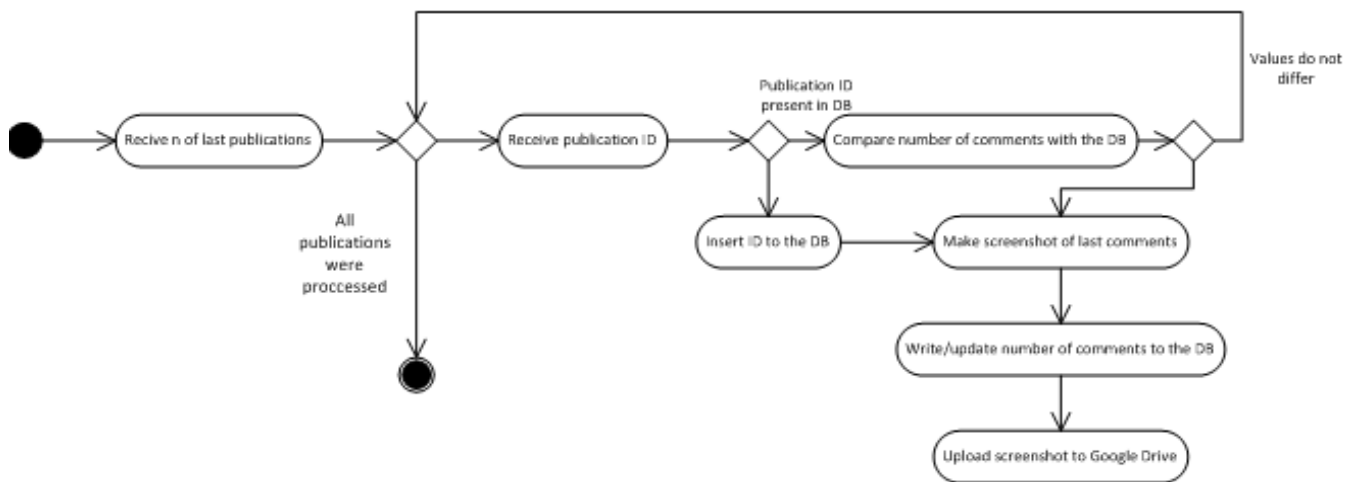 Values do not
differ
Publication ID
present in DB
Recive n of last publications
Receive publication ID
Compare number of comments with the DB
All
publications
were
proccessed
Insert ID to the DB
Make screenshot of last comments
Write/update number of comments to the DB
Upload screenshot to Google Drive